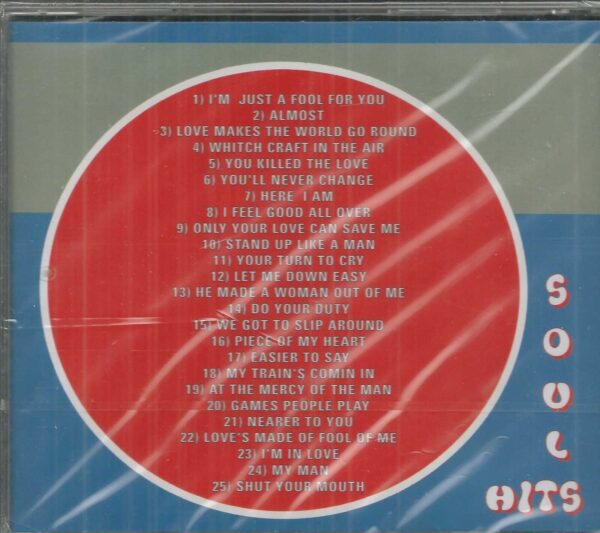 1) I'M JUST A FOOL FOR YOU
2) ALMOST
3) LOVE MAKES THE WORLD GO ROUND
4) WHITCH CRAFT IN THE AIR
5) YOU KILLED THE LOVE
6) YOU'LL NEVER CHANGE
7) HERE I AM
8) I FEEL GOOD ALL OVER
9) ONLY YOUR LOVE CAN SAVE ME
10) STAND UP LIKE A MAN
11) YOUR TURN TO CRY
12) LET ME DOWN EASY
13) HE MADE A WOMAN OUT OF ME
14) DO YOUR DUTY
15) WE GOT TO SLIP AROUND
16) PIECE OF MY HEART
17) EASIER TO SAY
18) MY TRAIN'S COMIN IN
19) AT THE MERCY OF THE MAN
20) GAMES PEOPLE PLAY
21) NEARER TO YOU
22) LOVE'S MADE OF FOOL OF ME
23) I'M IN LOVE
24) MY MAN
25) SHUT YOUR MOUTH
SOUL
HITS